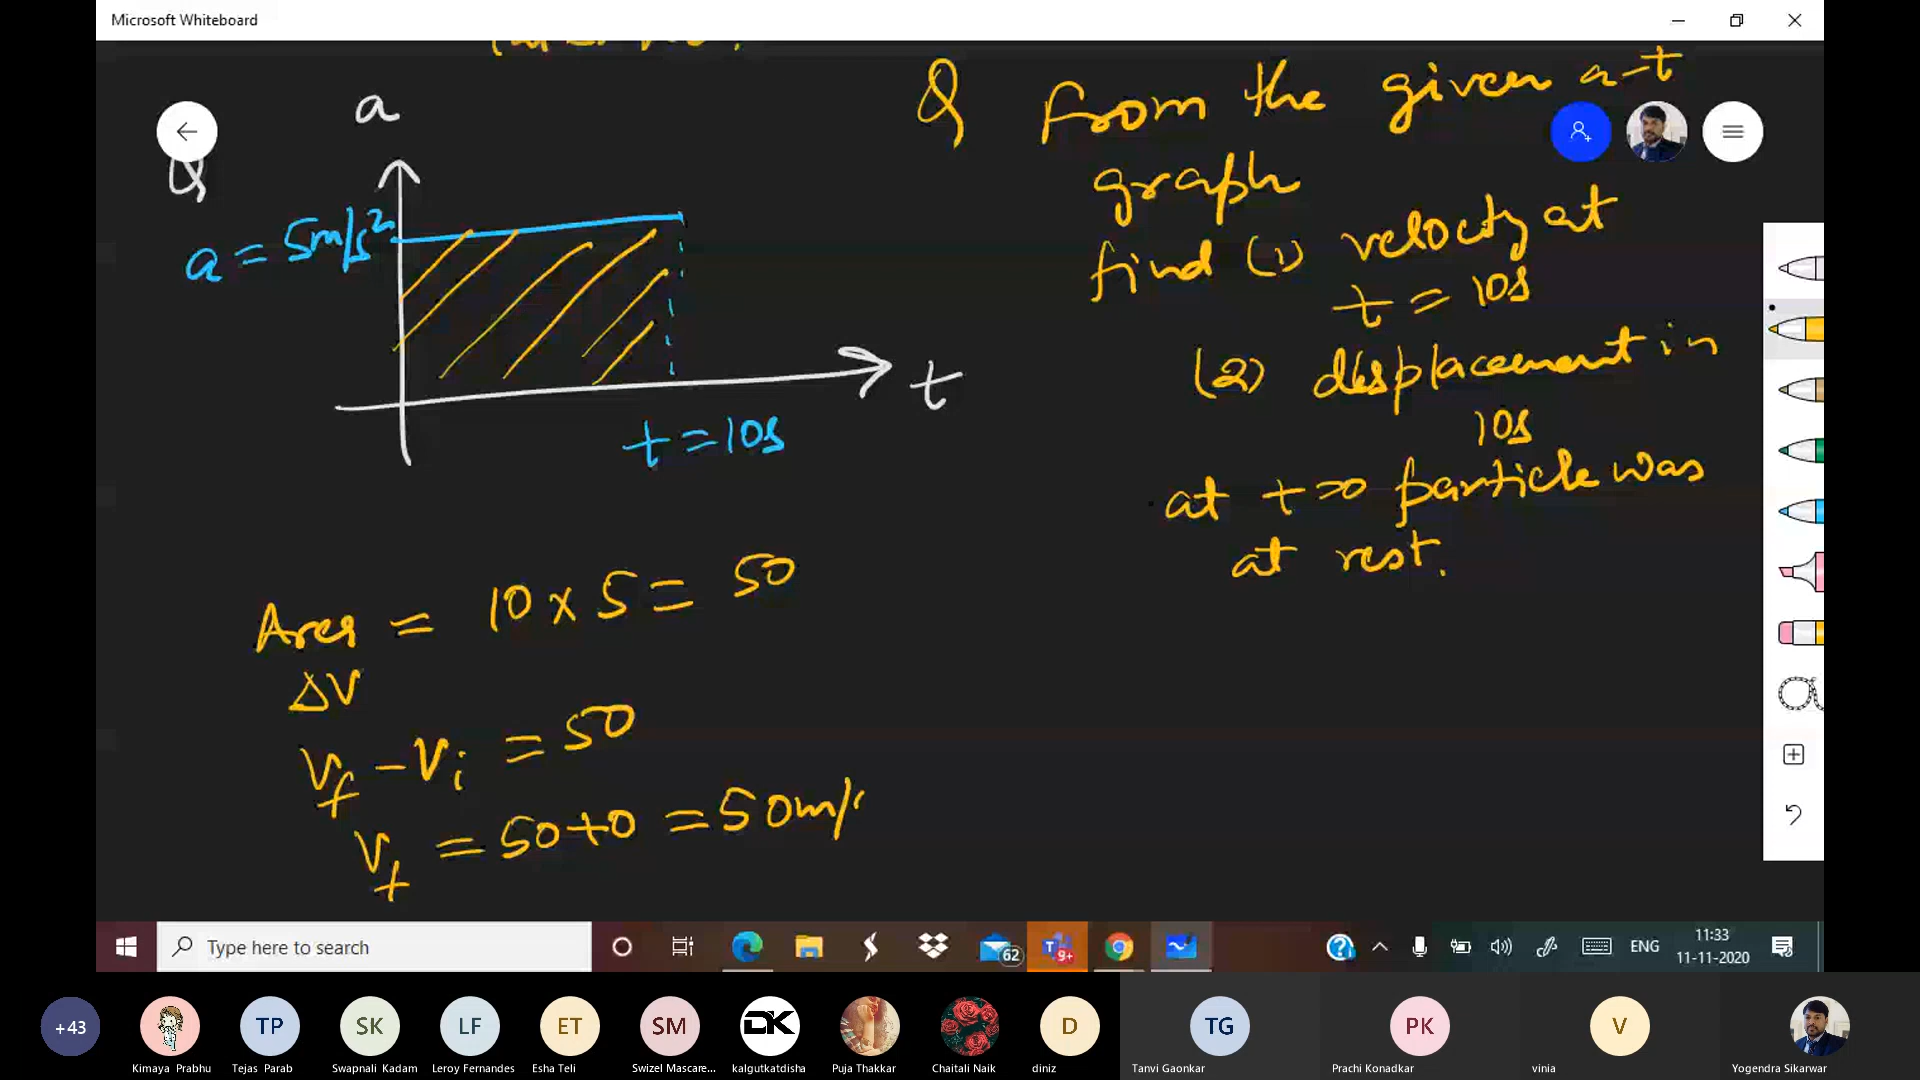 Microsoft Whiteboard
a
Q
a = 5m/s²
t
t = 10s
Q from the given a-t
graph
find (1) velocity at
t = 10s
(2) displacement in
10s
at t=0 particle was
at rest.
Area = 10 x 5 = 50
ΔV
Vf - Vi = 50
Vf = 50+0 = 50m/
Type here to search
62
9+
ENG
11:33
11-11-2020
+43
TP
SK
LF
ET
SM
DK
D
TG
PK
V
Kimaya Prabhu
Tejas Parab
Swapnali Kadam
Leroy Fernandes
Esha Teli
Swizel Mascare...
kalgutkatdisha
Puja Thakkar
Chaitali Naik
diniz
Tanvi Gaonkar
Prachi Konadkar
vinia
Yogendra Sikarwar